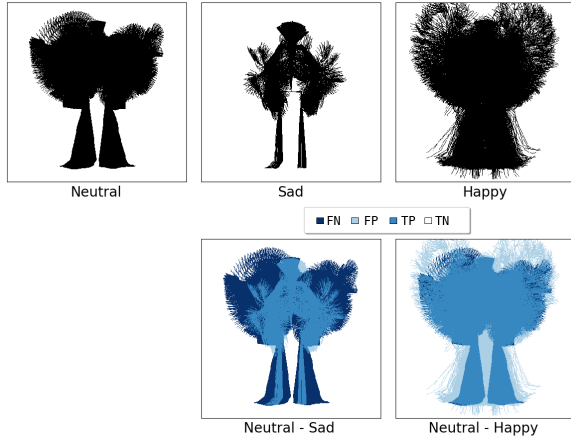 Neutral
Sad
Happy
FN FP TP TN
Neutral - Sad
Neutral - Happy